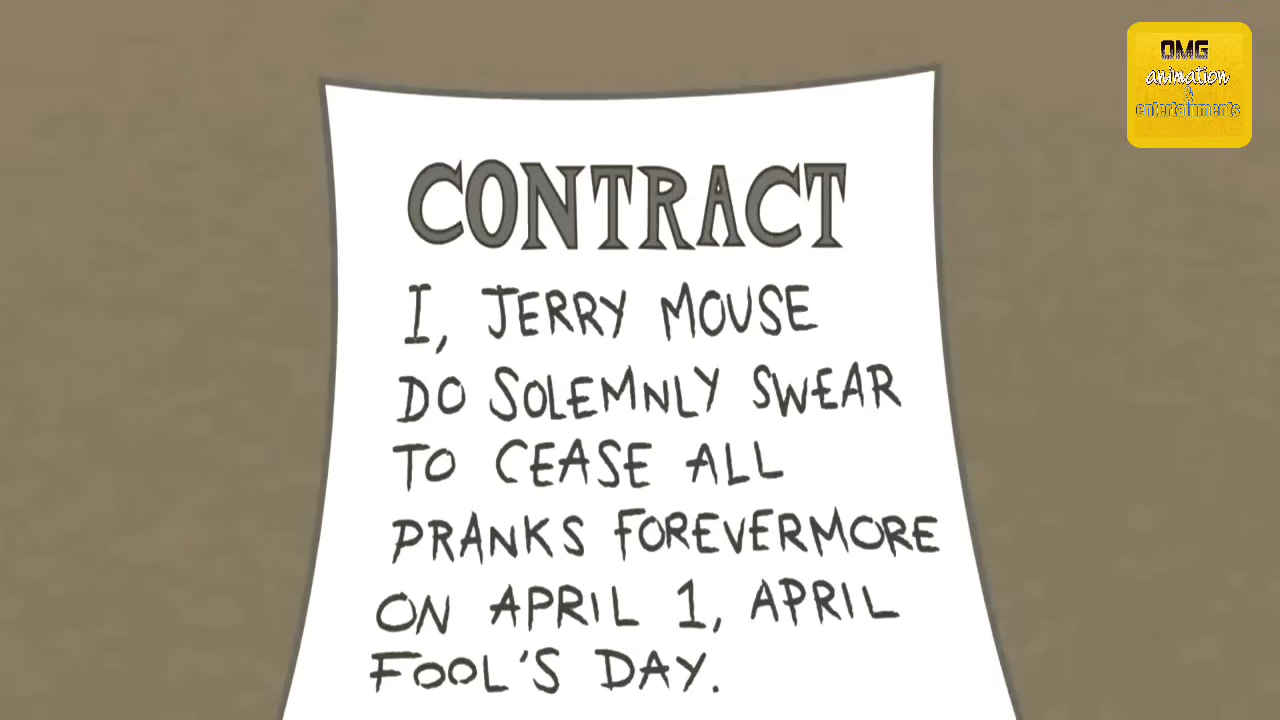 OMG
animation
&
entertainments
CONTRACT
I, JERRY MOUSE
DO SOLEMNLY SWEAR
TO CEASE ALL
PRANKS FOREVERMORE
ON APRIL 1, APRIL
FOOL'S DAY.